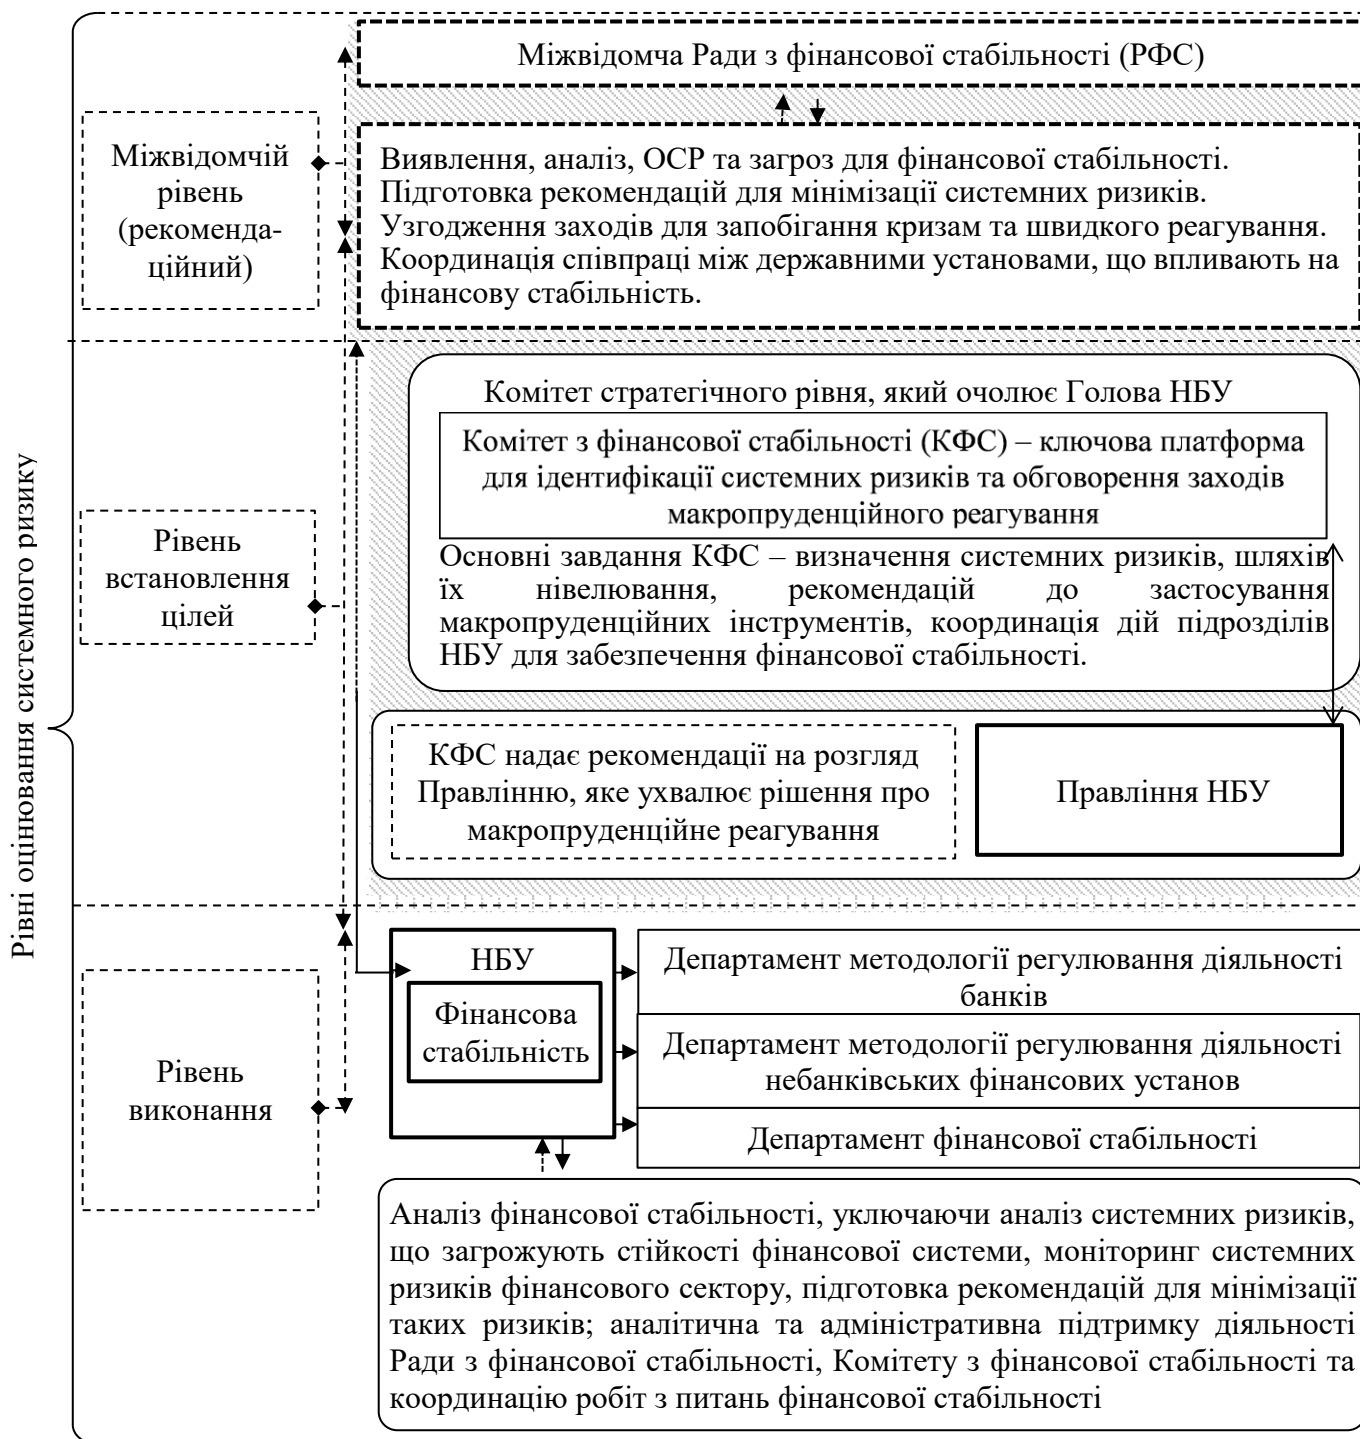 Рівні оцінювання системного ризику
Міжвідомча Ради з фінансової стабільності (РФС)
Міжвідомчій
рівень
(рекоменда-
ційний)
Виявлення, аналіз, ОСР та загроз для фінансової стабільності.
Підготовка рекомендацій для мінімізації системних ризиків.
Узгодження заходів для запобігання кризам та швидкого реагування.
Координація співпраці між державними установами, що впливають на
фінансову стабільність.
Рівень
встановлення
цілей
Комітет стратегічного рівня, який очолює Голова НБУ
Комітет з фінансової стабільності (КФС) – ключова платформа
для ідентифікації системних ризиків та обговорення заходів
макропруденційного реагування
Основні завдання КФС – визначення системних ризиків, шляхів
їх нівелювання, рекомендацій до застосування
макропруденційних інструментів, координація дій підрозділів
НБУ для забезпечення фінансової стабільності.
КФС надає рекомендації на розгляд
Правлінню, яке ухвалює рішення про
макропруденційне реагування
Правління НБУ
Рівень
виконання
НБУ
Фінансова
стабільність
Департамент методології регулювання діяльності
банків
Департамент методології регулювання діяльності
небанківських фінансових установ
Департамент фінансової стабільності
Аналіз фінансової стабільності, уключаючи аналіз системних ризиків,
що загрожують стійкості фінансової системи, моніторинг системних
ризиків фінансового сектору, підготовка рекомендацій для мінімізації
таких ризиків; аналітична та адміністративна підтримку діяльності
Ради з фінансової стабільності, Комітету з фінансової стабільності та
координацію робіт з питань фінансової стабільності